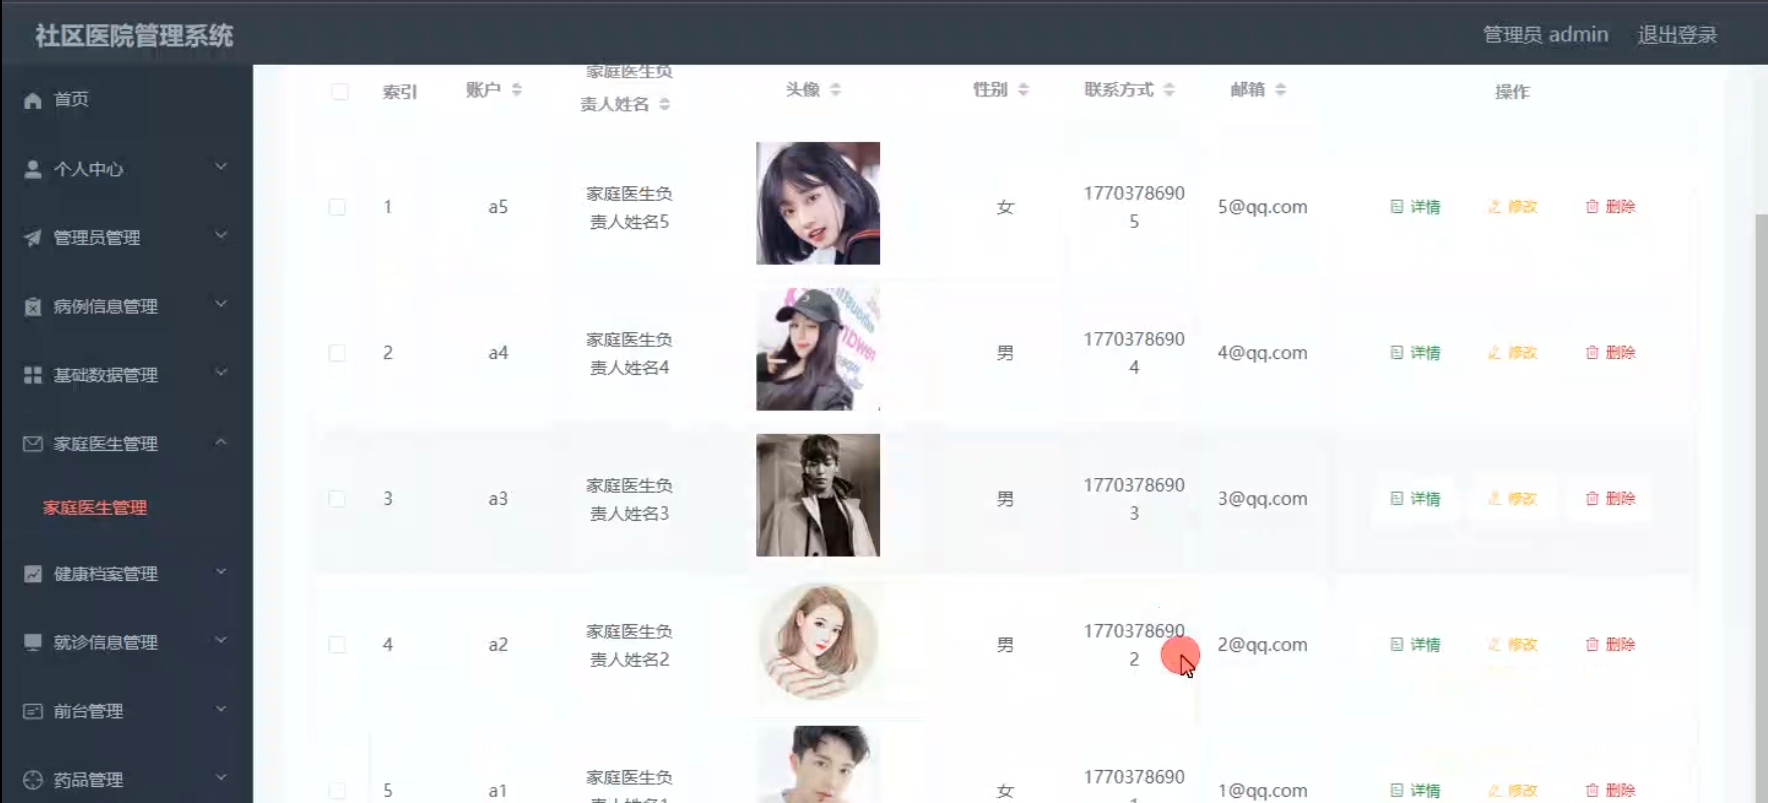 社区医院管理系统
管理员 admin 退出登录
首页
个人中心
管理员管理
病例信息管理
基础数据管理
家庭医生管理
家庭医生管理
健康档案管理
就诊信息管理
前台管理
药品管理
索引 账户 家庭医生负 头像 性别 联系方式 邮箱 操作
责人姓名
1 a5 家庭医生负 女 1770378690 5@qq.com 详情 修改 删除
责人姓名5 5
2 a4 家庭医生负 男 1770378690 4@qq.com 详情 修改 删除
责人姓名4 4
3 a3 家庭医生负 男 1770378690 3@qq.com 详情 修改 删除
责人姓名3 3
4 a2 家庭医生负 男 1770378690 2@qq.com 详情 修改 删除
责人姓名2 2
5 a1 家庭医生负 女 1770378690 1@qq.com 详情 修改 删除